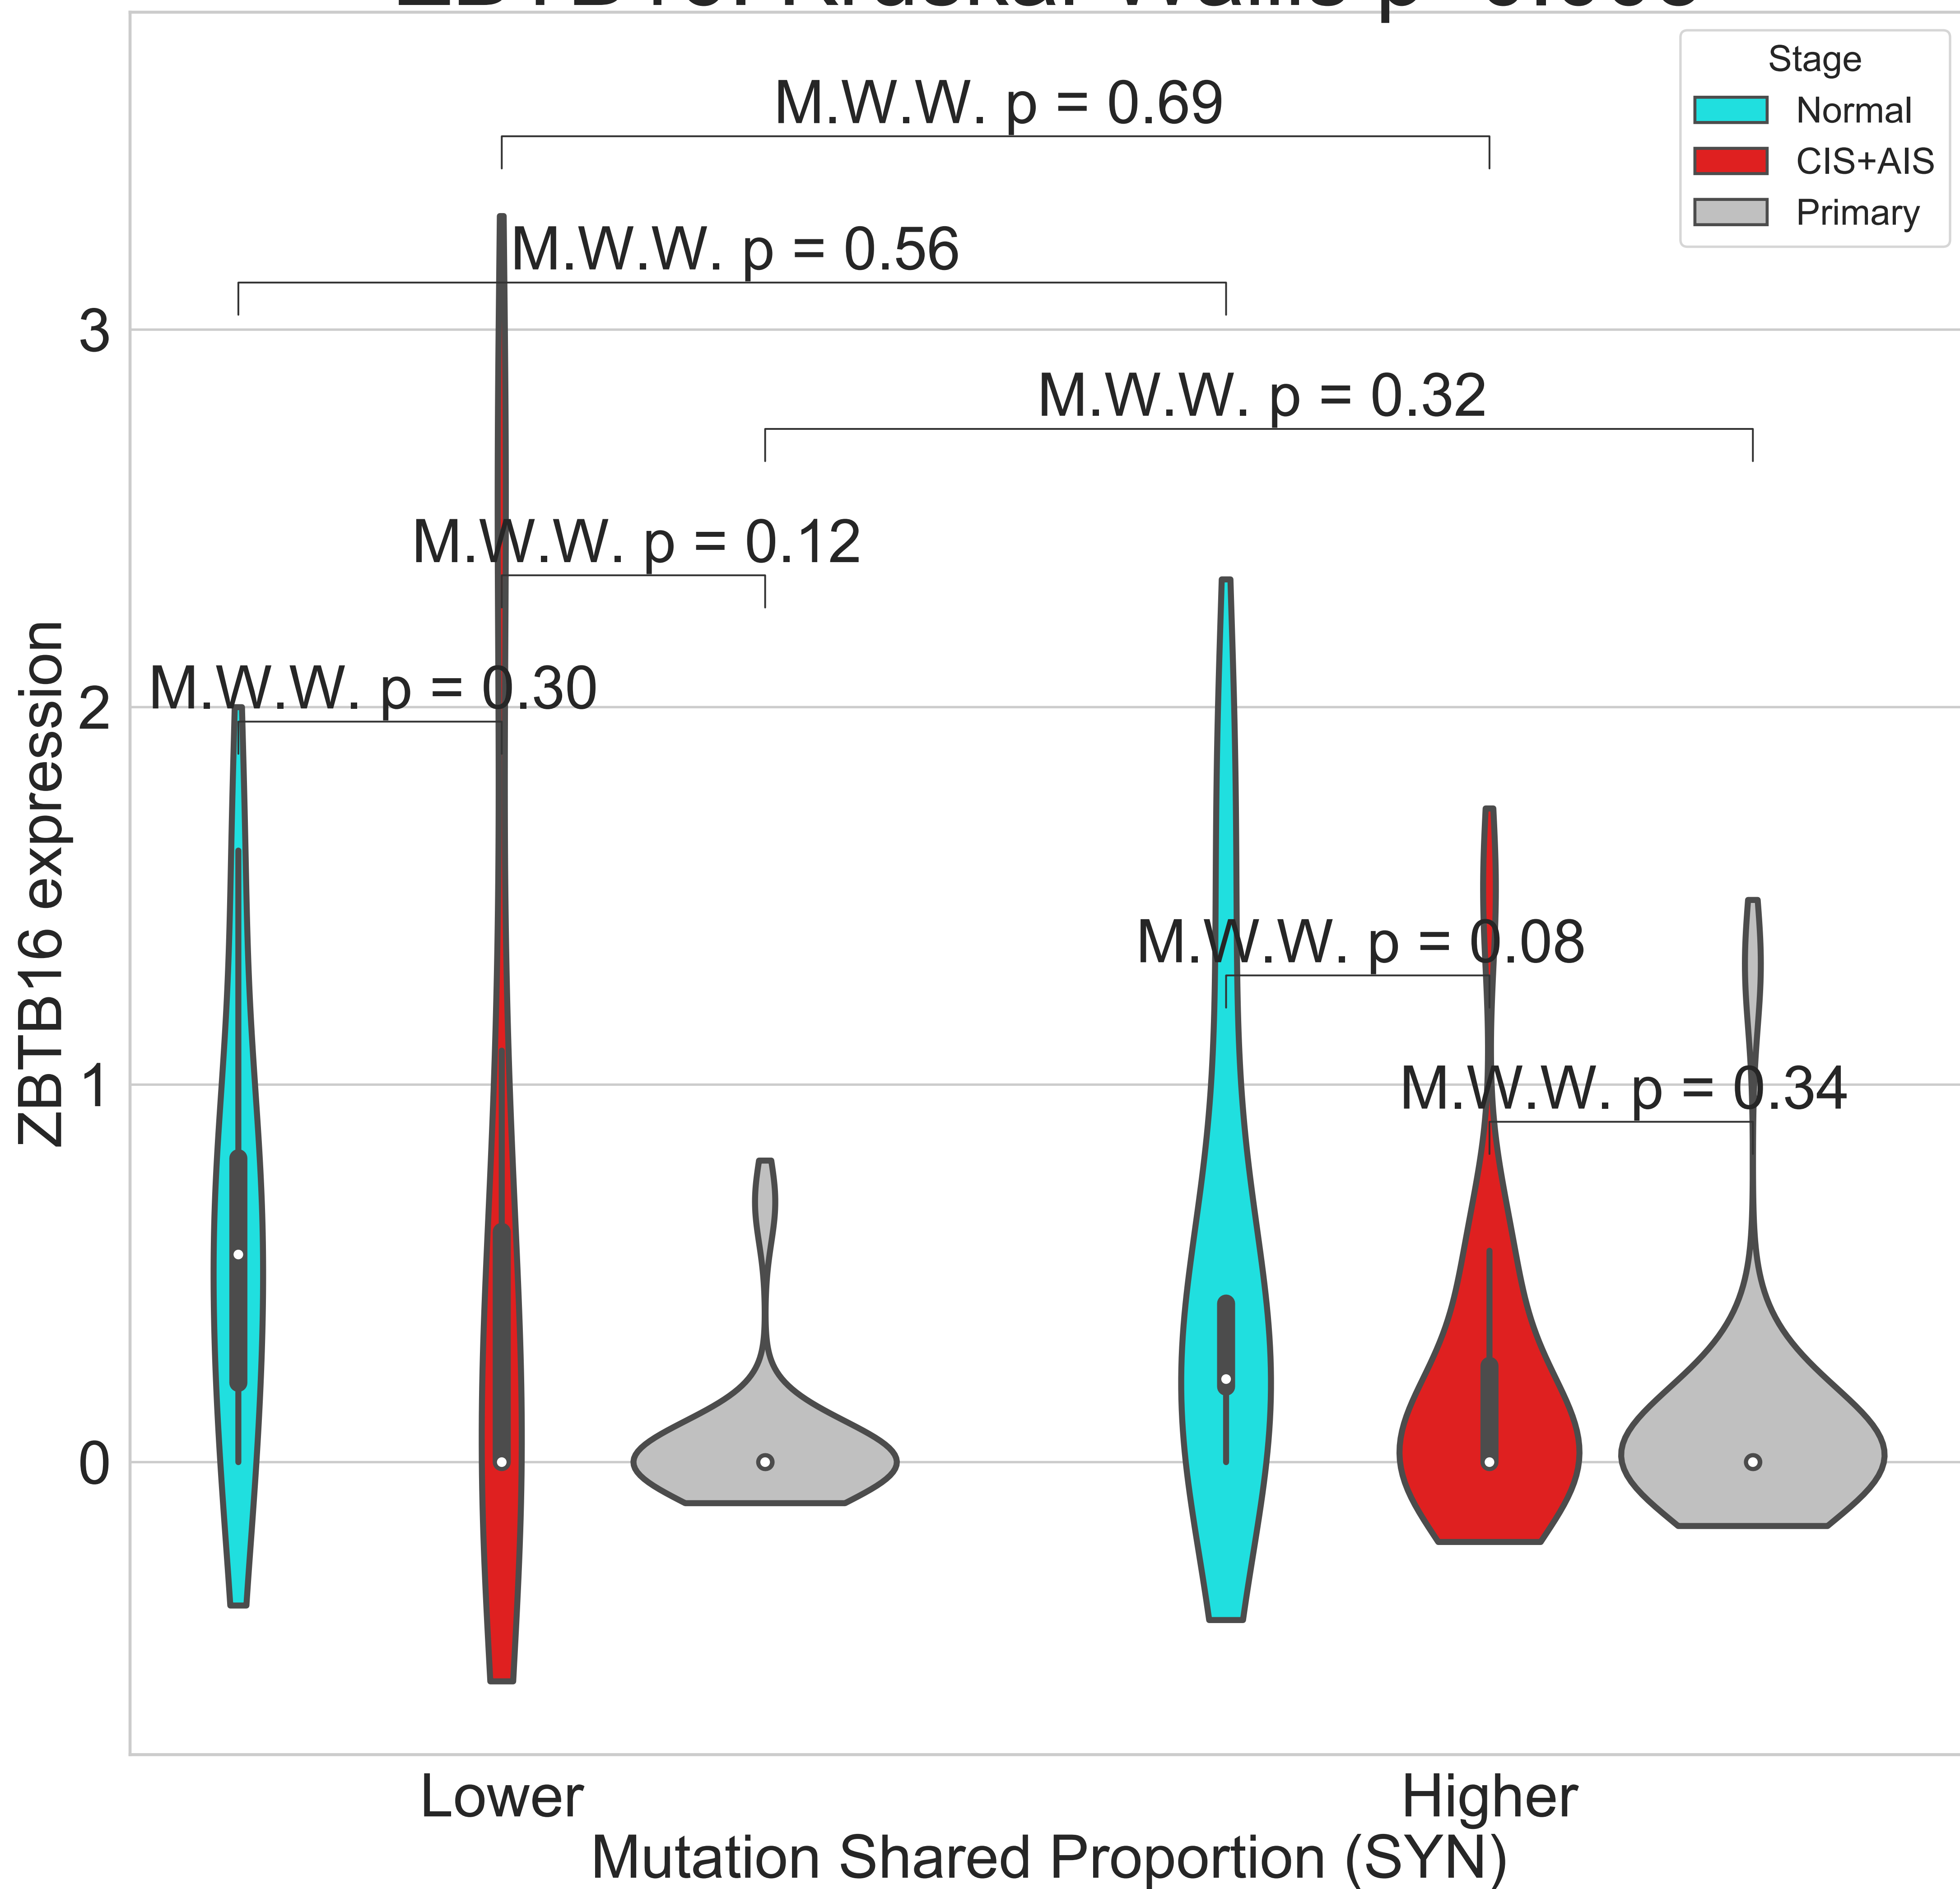 Stage
Normal
CIS+AIS
Primary
M.W.W. p = 0.69
M.W.W. p = 0.56
3
M.W.W. p = 0.32
M.W.W. p = 0.12
M.W.W. p = 0.30
2
M.W.W. p = 0.08
M.W.W. p = 0.34
1
0
ZBTB16 expression
Lower
Higher
Mutation Shared Proportion (SYN)